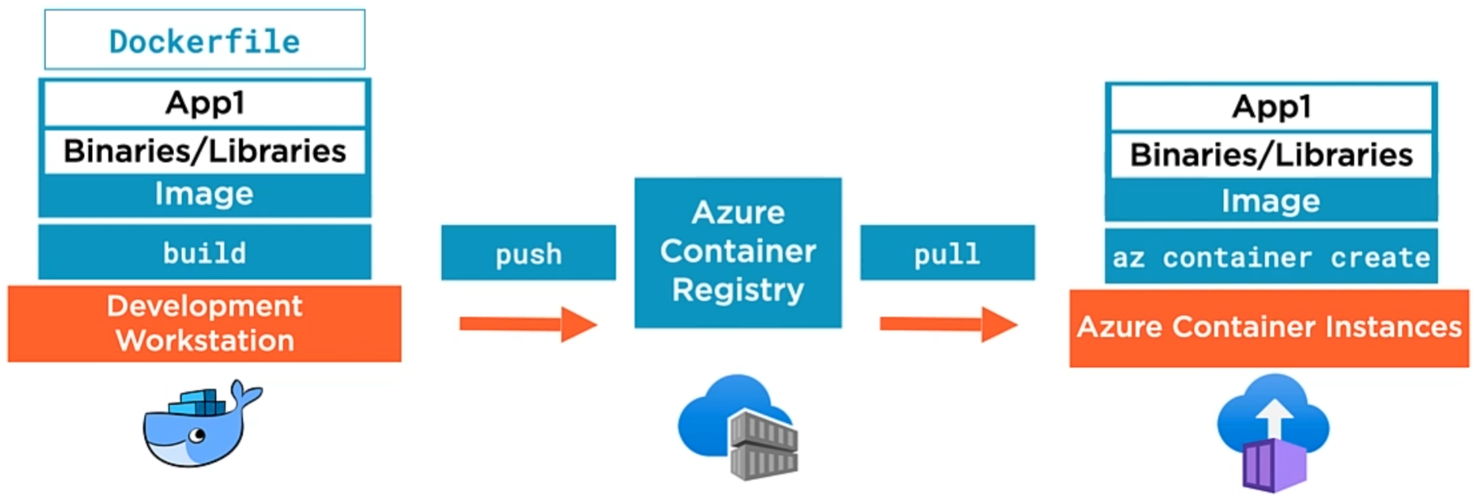 Dockerfile
App1
Binaries/Libraries
Image
build
Development
Workstation
push
Azure
Container
Registry
pull
App1
Binaries/Libraries
Image
az container create
Azure Container Instances